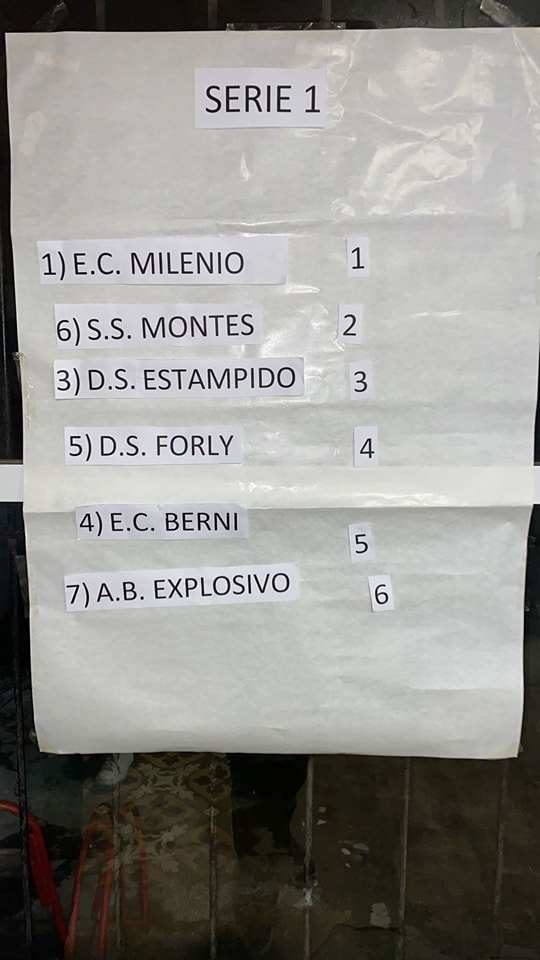 SERIE 1
1) E.C. MILENIO 1
6) S.S. MONTES 2
3) D.S. ESTAMPIDO 3
5) D.S. FORLY 4
4) E.C. BERNI 5
7) A.B. EXPLOSIVO 6